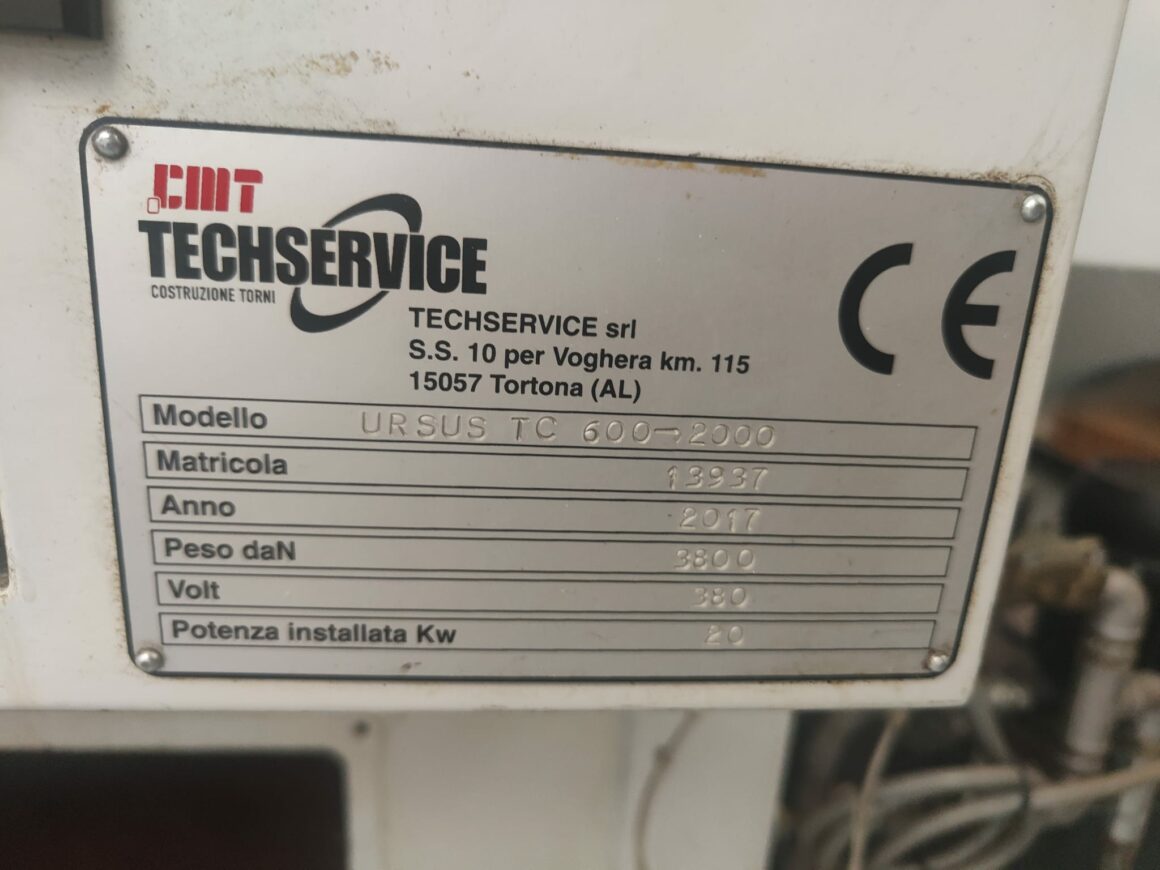 CMT
TECHSERVICE
COSTRUZIONE TORNI
TECHSERVICE srl
S.S. 10 per Voghera km. 115
15057 Tortona (AL)
CE
Modello URSUS TC 600→2000
Matricola 13937
Anno 2017
Peso daN 3800
Volt 380
Potenza installata Kw 20